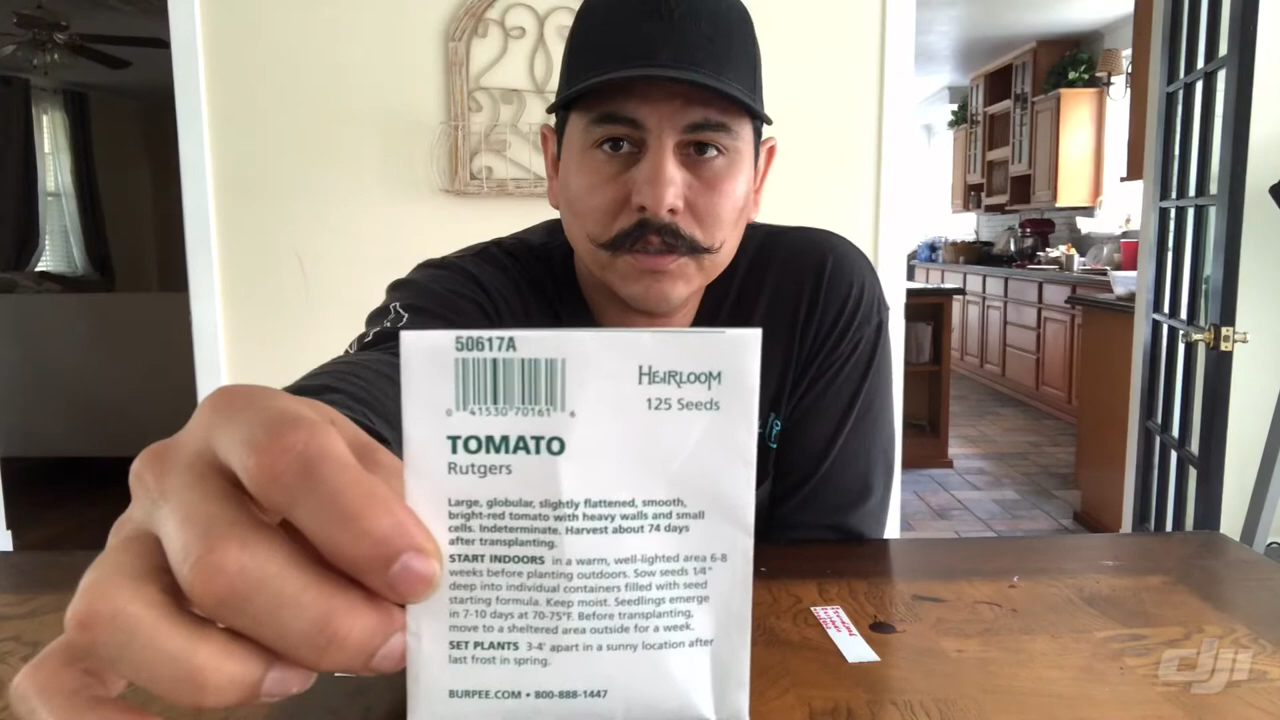 50617A
0 41530 70161 6
HEIRLOOM
125 Seeds
TOMATO
Rutgers
Large, globular, slightly flattened, smooth,
bright-red tomato with heavy walls and small
cells. Indeterminate. Harvest about 74 days
after transplanting.
START INDOORS in a warm, well-lighted area 6-8
weeks before planting outdoors. Sow seeds 1/4"
deep into individual containers filled with seed
starting formula. Keep moist. Seedlings emerge
in 7-10 days at 70-75°F. Before transplanting,
move to a sheltered area outside for a week.
SET PLANTS 3-4' apart in a sunny location after
last frost in spring.
BURPEE.COM • 800-888-1447
dji